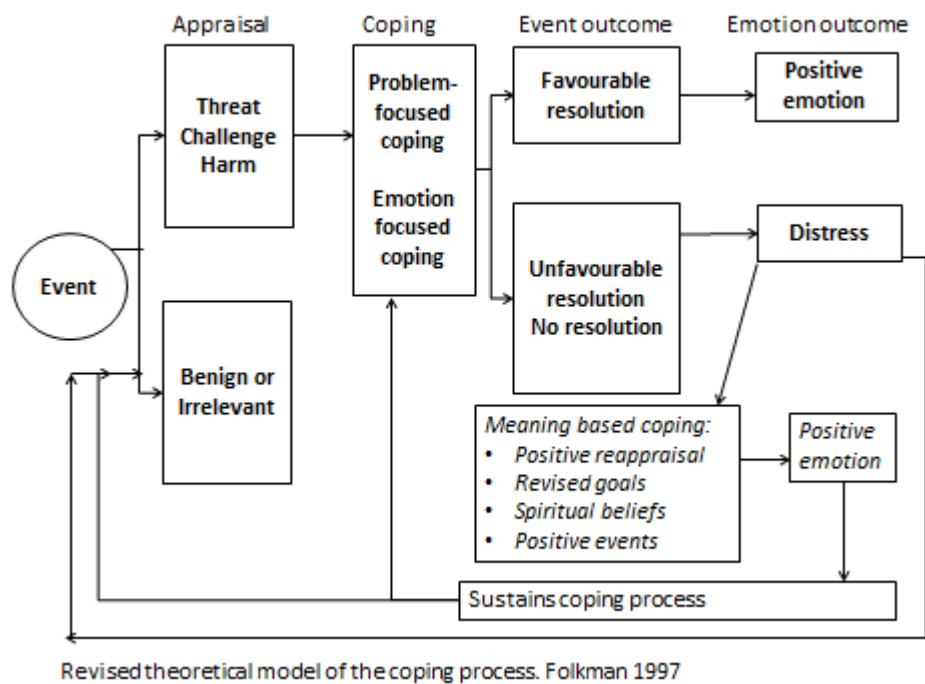 Appraisal
Coping
Event outcome
Emotion outcome
Threat
Challenge
Harm
Problem-
focused
coping
Emotion
focused
coping
Favourable
resolution
Positive
emotion
Event
Unfavourable
resolution
No resolution
Distress
Benign or
Irrelevant
Meaning based coping:
• Positive reappraisal
• Revised goals
• Spiritual beliefs
• Positive events
Positive
emotion
Sustains coping process
Revised theoretical model of the coping process. Folkman 1997